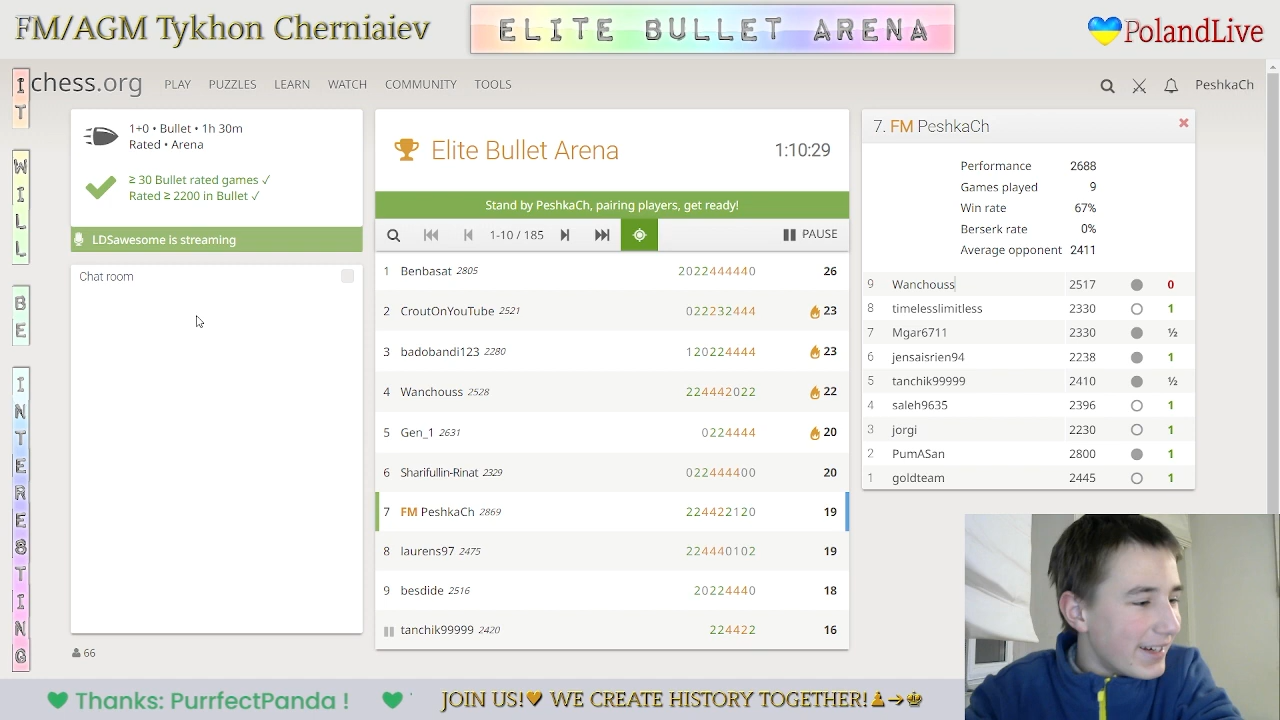 FM/AGM Tykhon Cherniaiev
ELITE BULLET ARENA
PolandLive
IT WILL BE INTERESTING
chess.org
PLAY PUZZLES LEARN WATCH COMMUNITY TOOLS
PeshkaCh
1+0 • Bullet • 1h 30m
Rated • Arena
≥ 30 Bullet rated games ✓
Rated ≥ 2200 in Bullet ✓
LDSawesome is streaming
Chat room
66
Elite Bullet Arena 1:10:29
Stand by PeshkaCh, pairing players, get ready!
1-10 / 185 PAUSE
1 Benbasat 2805 2022444440 26
2 CroutOnYouTube 2521 022232444 23
3 badobandi123 2280 120224444 23
4 Wanchouss 2528 224442022 22
5 Gen_1 2631 0224444 20
6 Sharifullin-Rinat 2329 022444400 20
7 FM PeshkaCh 2869 224422120 19
8 laurens97 2475 224440102 19
9 besdide 2516 20224440 18
tanchik99999 2420 224422 16
7. FM PeshkaCh
Performance 2688
Games played 9
Win rate 67%
Berserk rate 0%
Average opponent 2411
9 Wanchouss 2517 0
8 timelesslimitless 2330 1
7 Mgar6711 2330 ½
6 jensaisrien94 2238 1
5 tanchik99999 2410 ½
4 saleh9635 2396 1
3 jorgi 2230 1
2 PumASan 2800 1
1 goldteam 2445 1
Thanks: PurrfectPanda !
JOIN US! WE CREATE HISTORY TOGETHER!